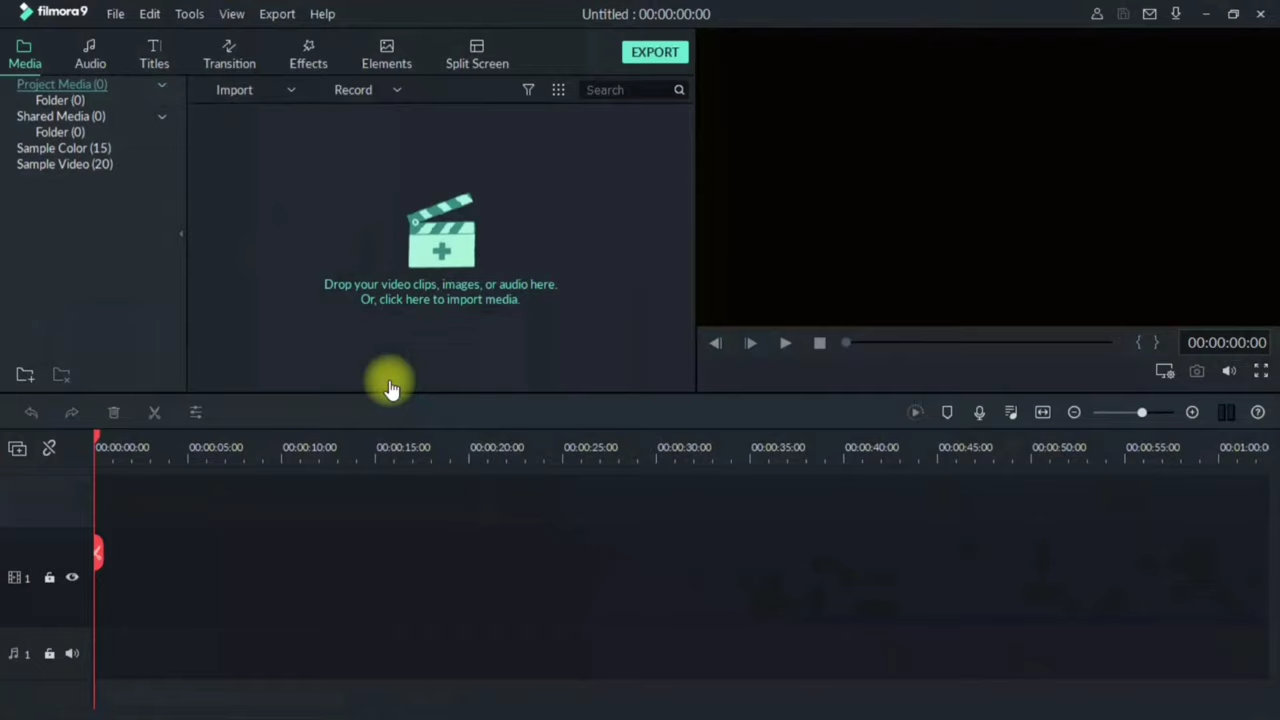 filmora9 File Edit Tools View Export Help Untitled : 00:00:00:00
Media Audio Titles Transition Effects Elements Split Screen EXPORT
Project Media (0)
Folder (0)
Shared Media (0)
Folder (0)
Sample Color (15)
Sample Video (20)
Import Record Search
Drop your video clips, images, or audio here.
Or, click here to import media.
{ } 00:00:00:00
00:00:00:00 00:00:05:00 00:00:10:00 00:00:15:00 00:00:20:00 00:00:25:00 00:00:30:00 00:00:35:00 00:00:40:00 00:00:45:00 00:00:50:00 00:00:55:00 00:01:00:0
1
1